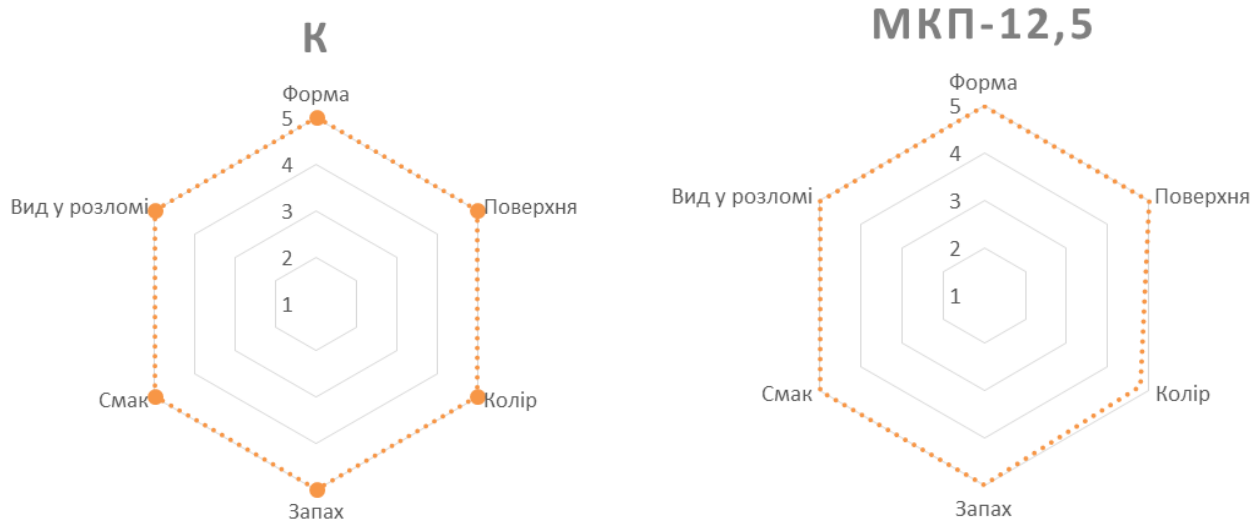 К
Форма
5
4
3
2
1
Вид у розломі
Поверхня
Смак
Колір
Запах
МКП-12,5
Форма
5
4
3
2
1
Вид у розломі
Поверхня
Смак
Колір
Запах